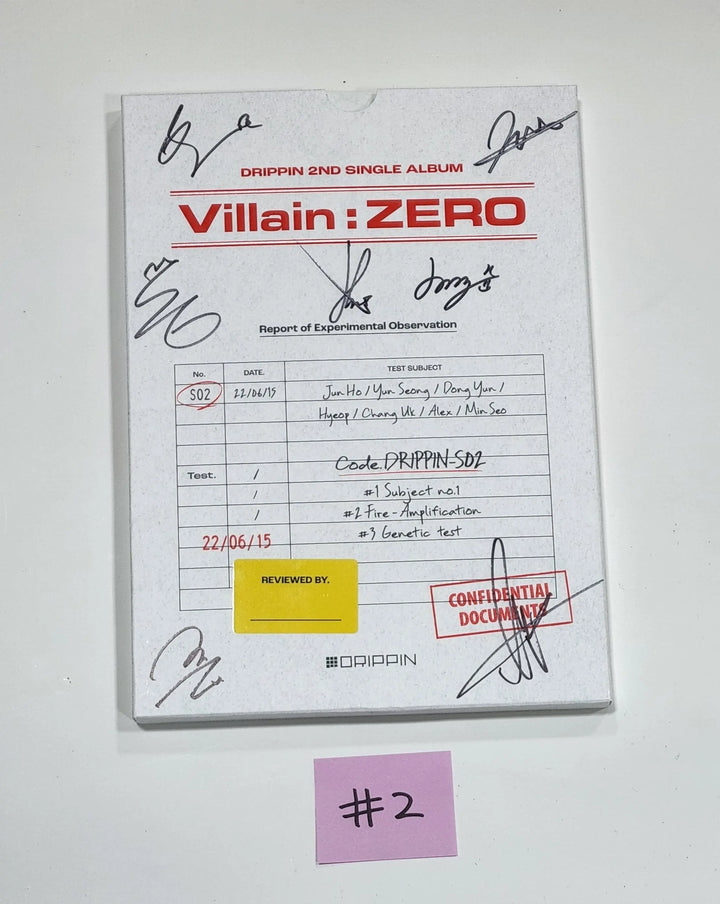 DRIPPIN 2ND SINGLE ALBUM
Villain : ZERO
Report of Experimental Observation
No. DATE. TEST SUBJECT
S02 22/06/15 Jun Ho / Yun Seong / Dong Yun /
Hyeop / Chang Uk / Alex / Min Seo
Code.DRIPPIN-S02
Test. / #1 Subject no.1
/ #2 Fire - Amplification
/ #3 Genetic test
22/06/15
REVIEWED BY.
CONFIDENTIAL
DOCUMENTS
DRIPPIN
#2